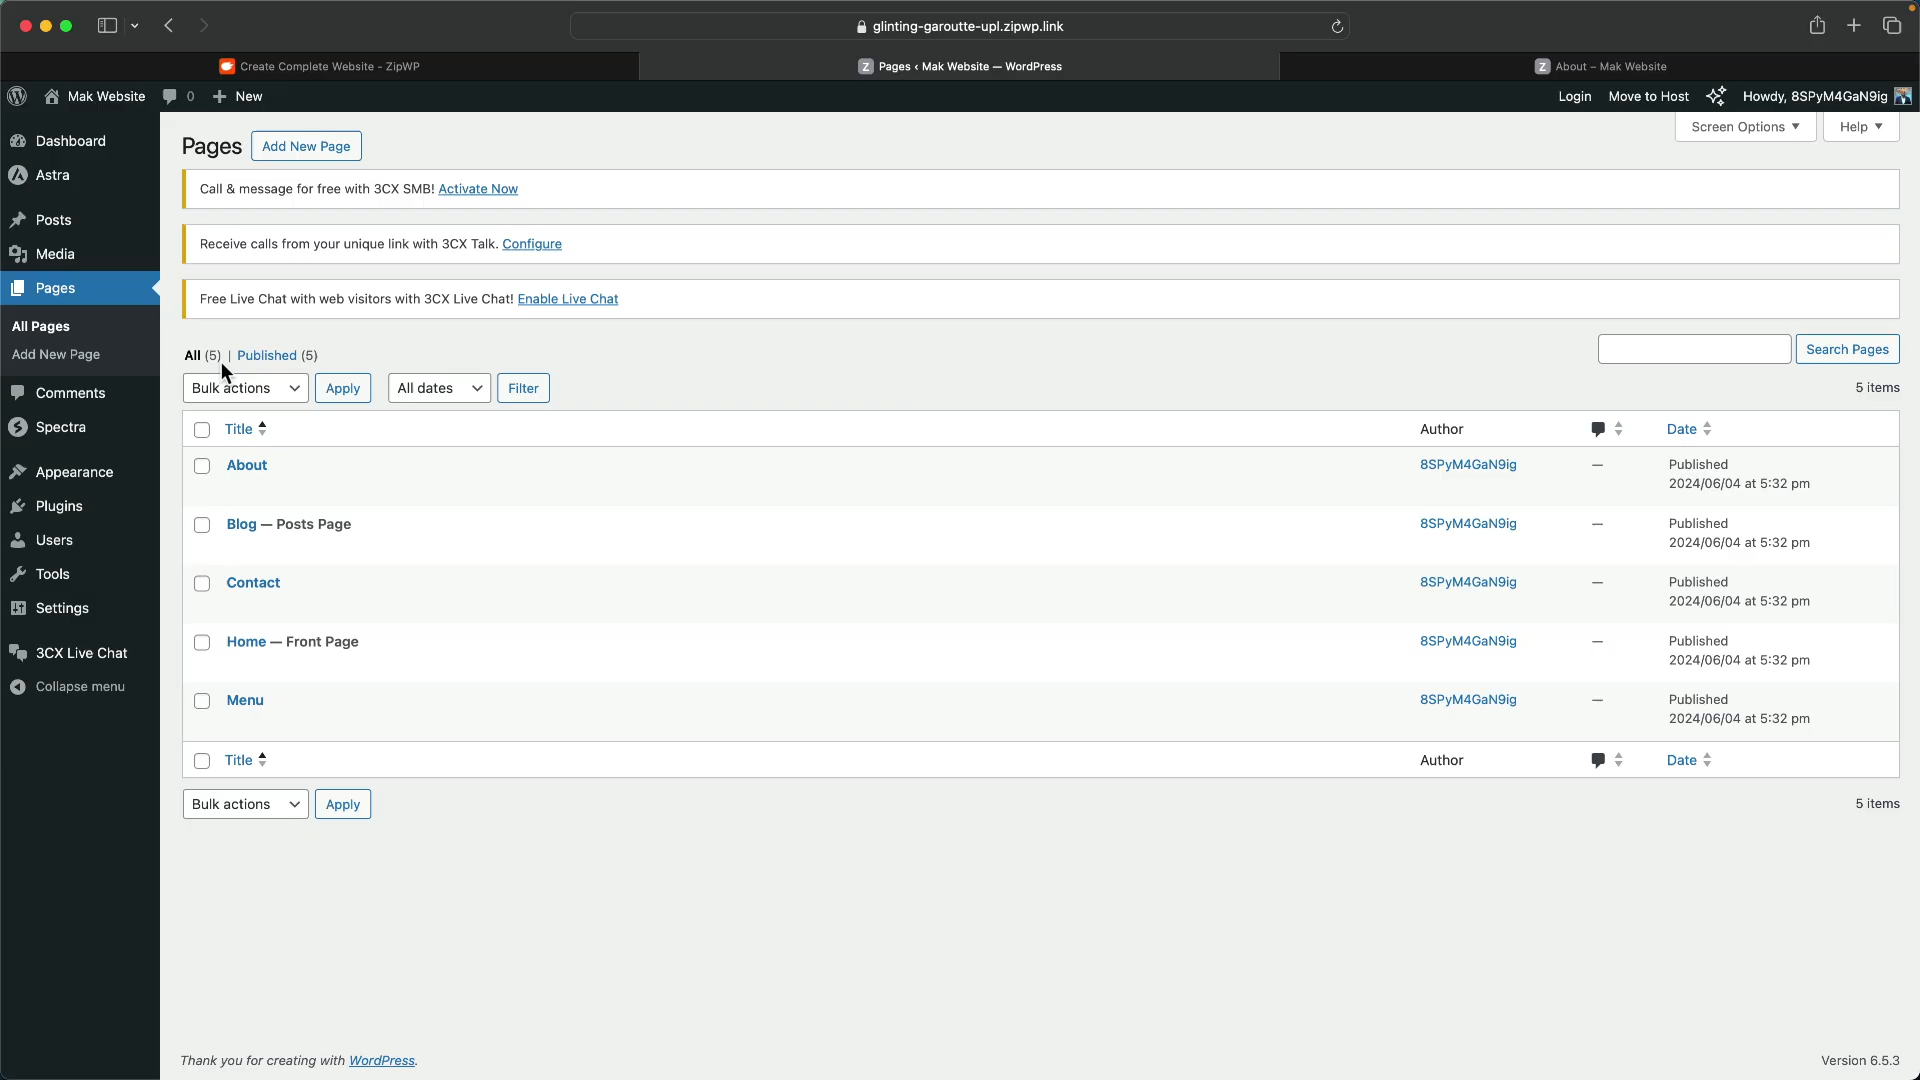 glinting-garoutte-upl.zipwp.link
Create Complete Website - ZipWP
Z Pages ‹ Mak Website — WordPress
Z About – Mak Website
Mak Website 0 + New
Login Move to Host Howdy, 8SPyM4GaN9ig
Dashboard
Astra
Posts
Media
Pages
All Pages
Add New Page
Comments
Spectra
Appearance
Plugins
Users
Tools
Settings
3CX Live Chat
Collapse menu
Pages Add New Page
Screen Options Help
Call & message for free with 3CX SMB! Activate Now
Receive calls from your unique link with 3CX Talk. Configure
Free Live Chat with web visitors with 3CX Live Chat! Enable Live Chat
All (5) | Published (5)
Search Pages
Bulk actions Apply All dates Filter
5 items
Title Author Date
About 8SPyM4GaN9ig — Published
2024/06/04 at 5:32 pm
Blog — Posts Page 8SPyM4GaN9ig — Published
2024/06/04 at 5:32 pm
Contact 8SPyM4GaN9ig — Published
2024/06/04 at 5:32 pm
Home — Front Page 8SPyM4GaN9ig — Published
2024/06/04 at 5:32 pm
Menu 8SPyM4GaN9ig — Published
2024/06/04 at 5:32 pm
Title Author Date
Bulk actions Apply
5 items
Thank you for creating with WordPress.
Version 6.5.3